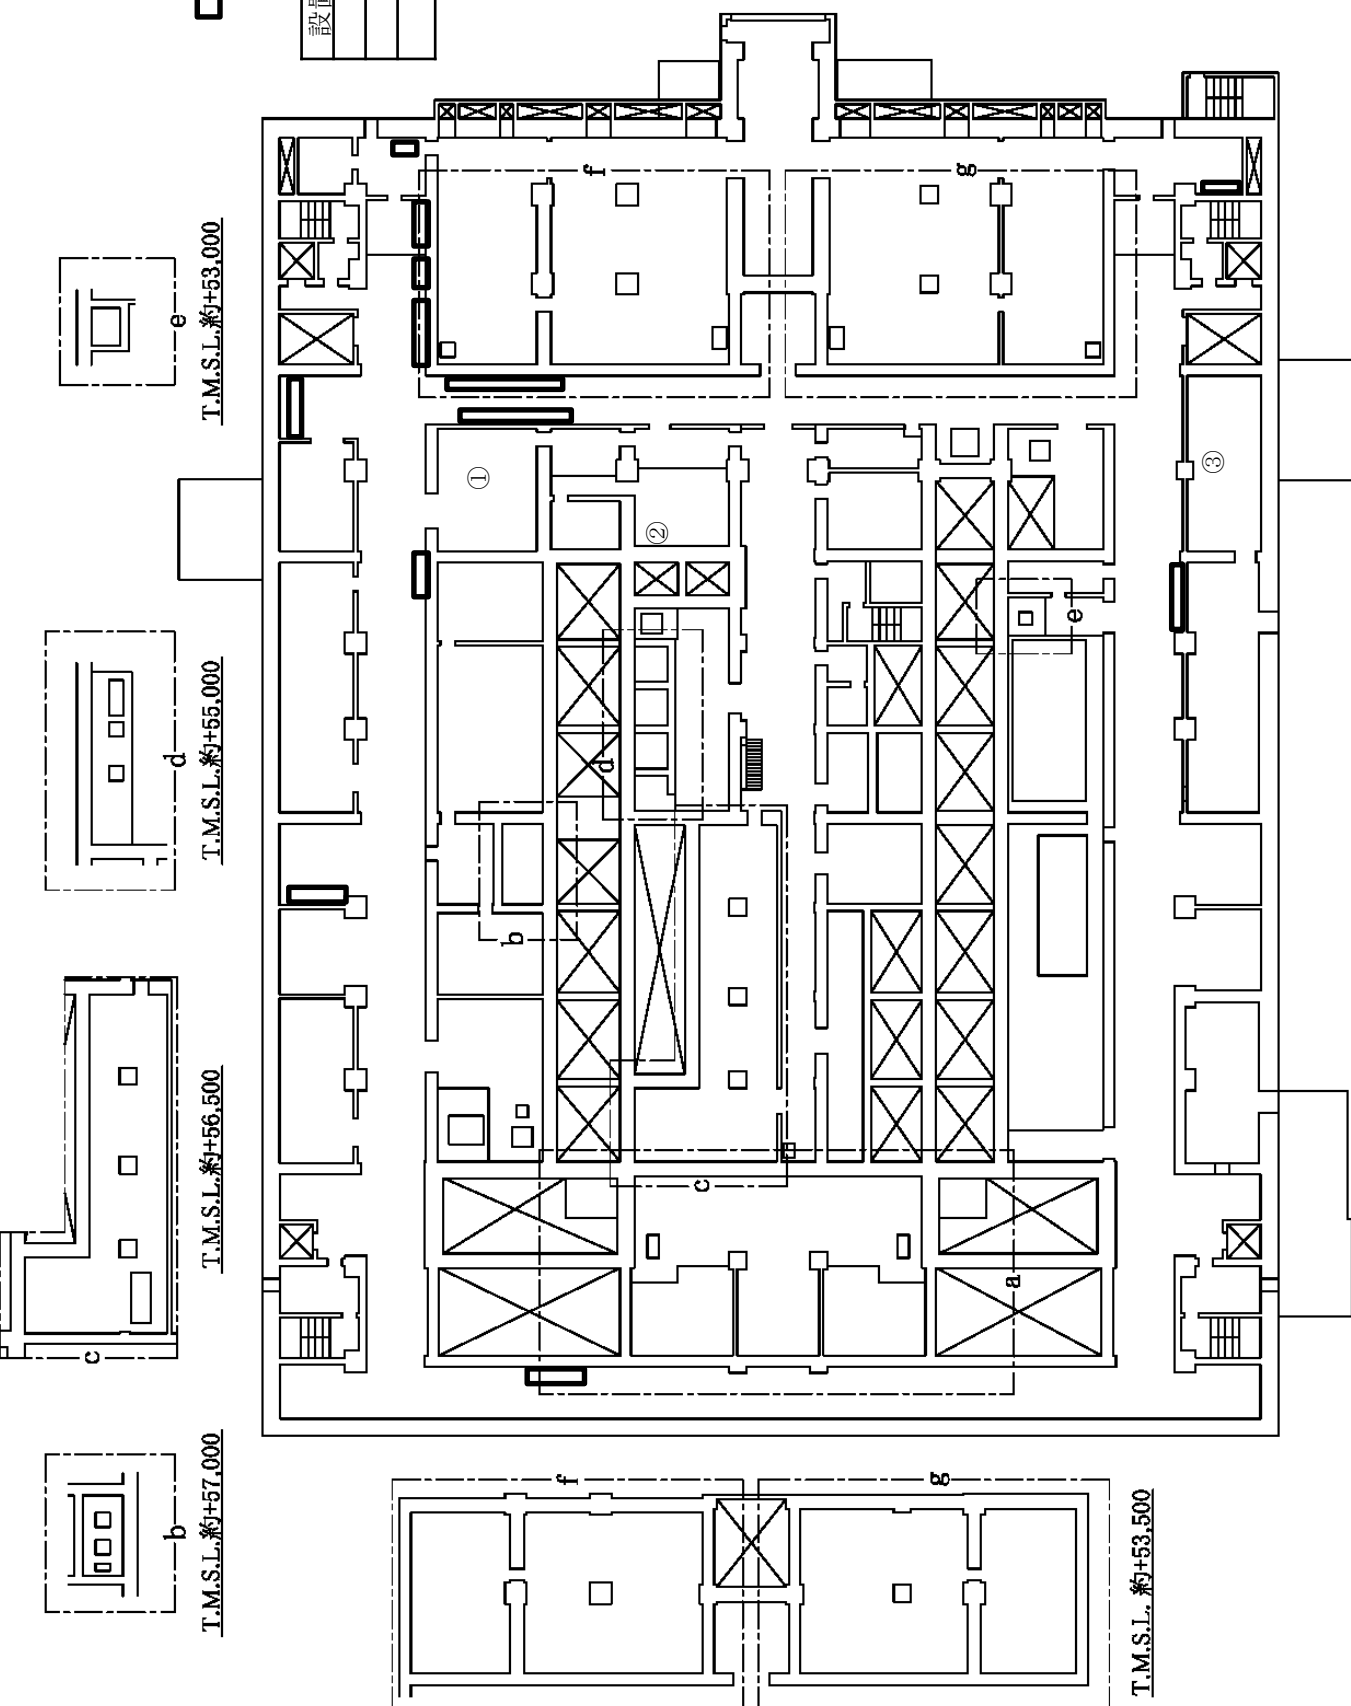 設
e
T.M.S.L.約+53,000
d
T.M.S.L.約+55,000
c
T.M.S.L.約+56,500
b
T.M.S.L.約+57,000
f
g
①
②
③
e
d
b
c
a
f
g
T.M.S.L. 約+53,500